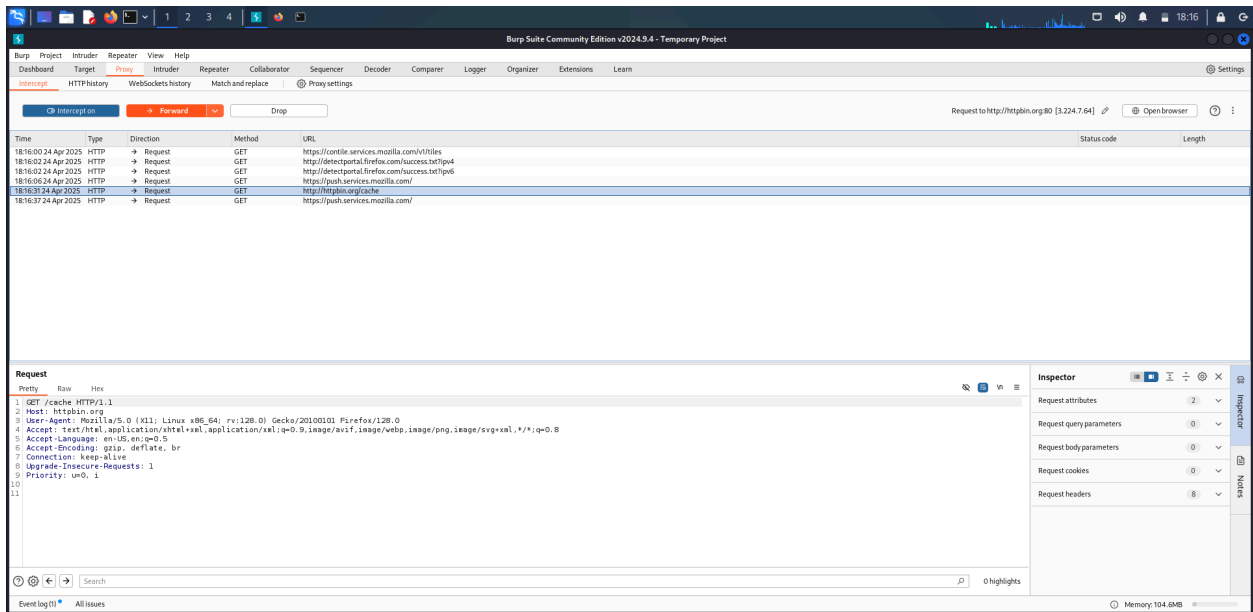 1 2 3 4 18:16
Burp Suite Community Edition v2024.9.4 - Temporary Project
Burp Project Intruder Repeater View Help
Dashboard Target Proxy Intruder Repeater Collaborator Sequencer Decoder Comparer Logger Organizer Extensions Learn Settings
Intercept HTTP history WebSockets history Match and replace Proxy settings
Intercept on Forward Drop Request to http://httpbin.org:80 [3.224.7.64] Open browser
Time Type Direction Method URL Status code Length
18:16:00 24 Apr 2025 HTTP → Request GET https://contile.services.mozilla.com/v1/tiles
18:16:02 24 Apr 2025 HTTP → Request GET http://detectportal.firefox.com/success.txt?ipv4
18:16:02 24 Apr 2025 HTTP → Request GET http://detectportal.firefox.com/success.txt?ipv6
18:16:06 24 Apr 2025 HTTP → Request GET https://push.services.mozilla.com/
18:16:31 24 Apr 2025 HTTP → Request GET http://httpbin.org/cache
18:16:37 24 Apr 2025 HTTP → Request GET https://push.services.mozilla.com/
Request
Pretty Raw Hex \n
1 GET /cache HTTP/1.1
2 Host: httpbin.org
3 User-Agent: Mozilla/5.0 (X11; Linux x86_64; rv:128.0) Gecko/20100101 Firefox/128.0
4 Accept: text/html,application/xhtml+xml,application/xml;q=0.9,image/avif,image/webp,image/png,image/svg+xml,*/*;q=0.8
5 Accept-Language: en-US,en;q=0.5
6 Accept-Encoding: gzip, deflate, br
7 Connection: keep-alive
8 Upgrade-Insecure-Requests: 1
9 Priority: u=0, i
10
11
Inspector
Request attributes 2
Request query parameters 0
Request body parameters 0
Request cookies 0
Request headers 8
Inspector
Notes
Search 0 highlights
Event log (1) All issues Memory: 104.6MB